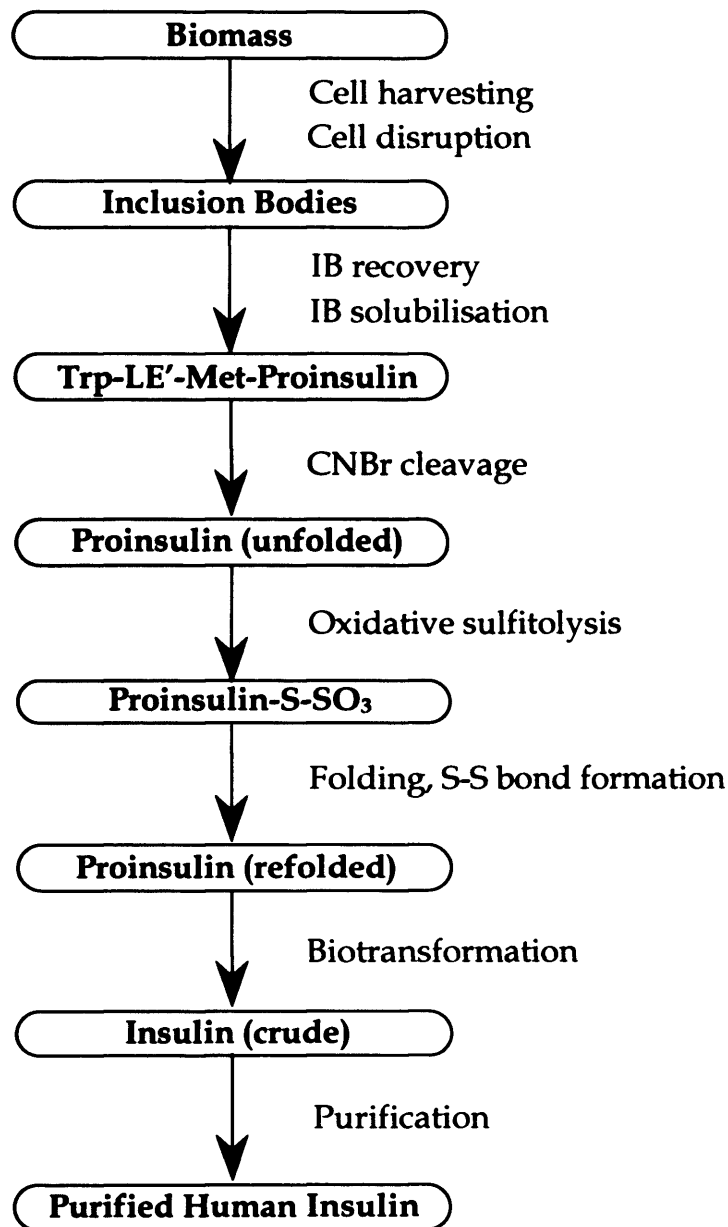 Biomass
Cell harvesting
Cell disruption
Inclusion Bodies
IB recovery
IB solubilisation
Trp-LE'-Met-Proinsulin
CNBr cleavage
Proinsulin (unfolded)
Oxidative sulfitolysis
Proinsulin-S-SO₃
Folding, S-S bond formation
Proinsulin (refolded)
Biotransformation
Insulin (crude)
Purification
Purified Human Insulin